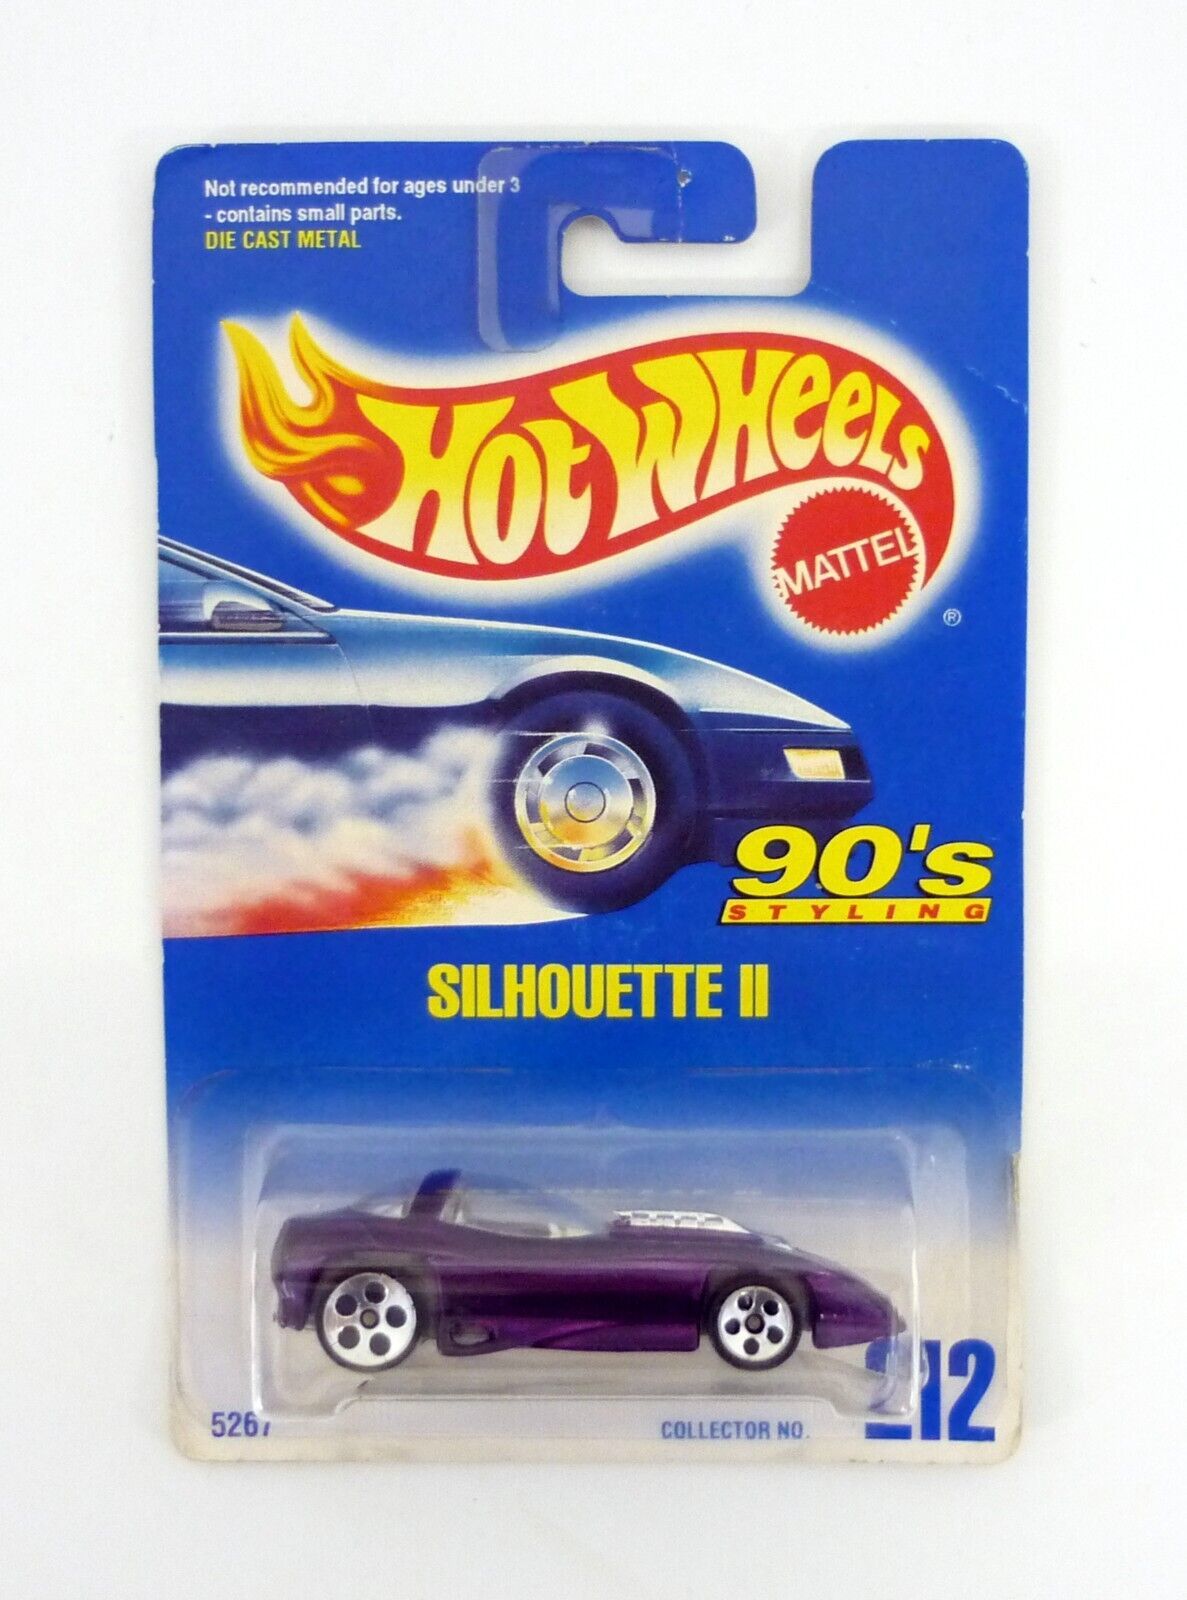 Not recommended for ages under 3
- contains small parts.
DIE CAST METAL
HOT WHEELS
MATTEL
®
90's
STYLING
SILHOUETTE II
5267
COLLECTOR NO. 212